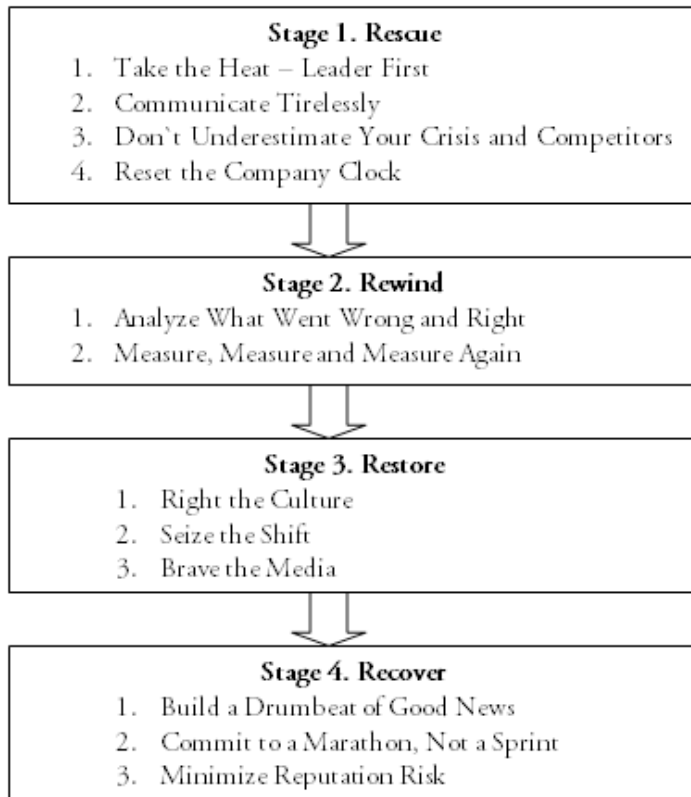 Stage 1. Rescue
1. Take the Heat – Leader First
2. Communicate Tirelessly
3. Don`t Underestimate Your Crisis and Competitors
4. Reset the Company Clock
Stage 2. Rewind
1. Analyze What Went Wrong and Right
2. Measure, Measure and Measure Again
Stage 3. Restore
1. Right the Culture
2. Seize the Shift
3. Brave the Media
Stage 4. Recover
1. Build a Drumbeat of Good News
2. Commit to a Marathon, Not a Sprint
3. Minimize Reputation Risk